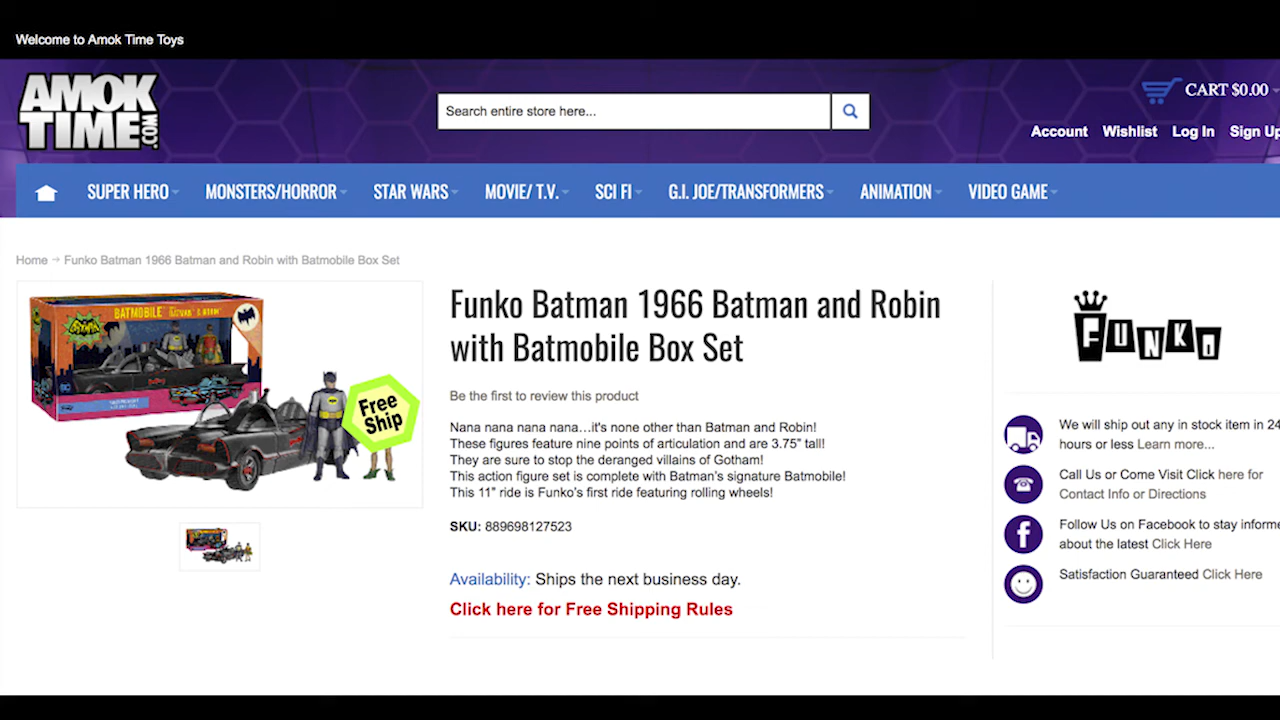 Welcome to Amok Time Toys
AMOK
TIME.COM
Search entire store here...
CART $0.00
Account Wishlist Log In Sign Up
SUPER HERO MONSTERS/HORROR STAR WARS MOVIE/ T.V. SCI FI G.I. JOE/TRANSFORMERS ANIMATION VIDEO GAME
Home → Funko Batman 1966 Batman and Robin with Batmobile Box Set
BATMOBILE
BATMAN
Free
Ship
Funko Batman 1966 Batman and Robin
with Batmobile Box Set
Be the first to review this product
Nana nana nana nana…it's none other than Batman and Robin!
These figures feature nine points of articulation and are 3.75" tall!
They are sure to stop the deranged villains of Gotham!
This action figure set is complete with Batman's signature Batmobile!
This 11" ride is Funko's first ride featuring rolling wheels!
SKU: 889698127523
Availability: Ships the next business day.
Click here for Free Shipping Rules
FUNKO
We will ship out any in stock item in 24
hours or less Learn more...
Call Us or Come Visit Click here for
Contact Info or Directions
Follow Us on Facebook to stay informe
about the latest Click Here
Satisfaction Guaranteed Click Here